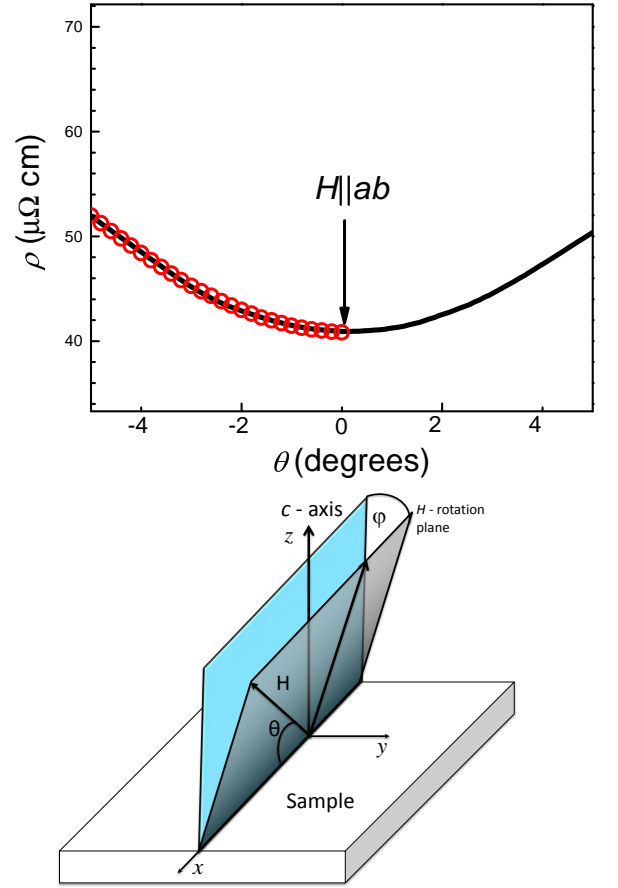 70
60
50
40
ρ (μΩ cm)
H||ab
-4 -2 0 2 4
θ (degrees)
c - axis
z
φ
H - rotation
plane
H
θ
y
Sample
x